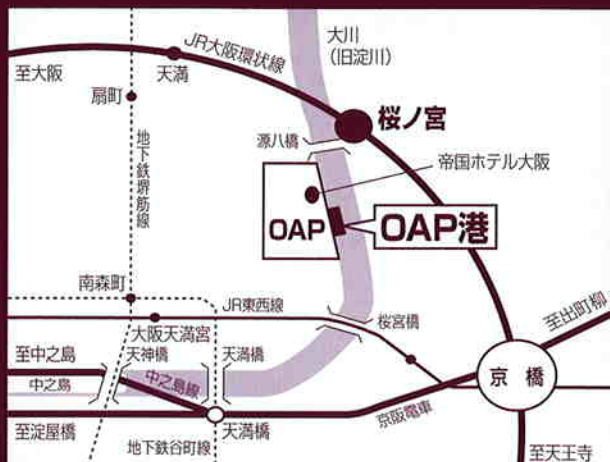 大川
(旧淀川)
JR大阪環状線
至大阪
天満
扇町
桜ノ宮
源八橋
地下鉄堺筋線
帝国ホテル大阪
OAP
OAP港
南森町
JR東西線
大阪天満宮
桜宮橋
至出町柳
至中之島
天神橋
天満橋
中之島
中之島線
京橋
京阪電車
至淀屋橋
天満橋
地下鉄谷町線
至天王寺